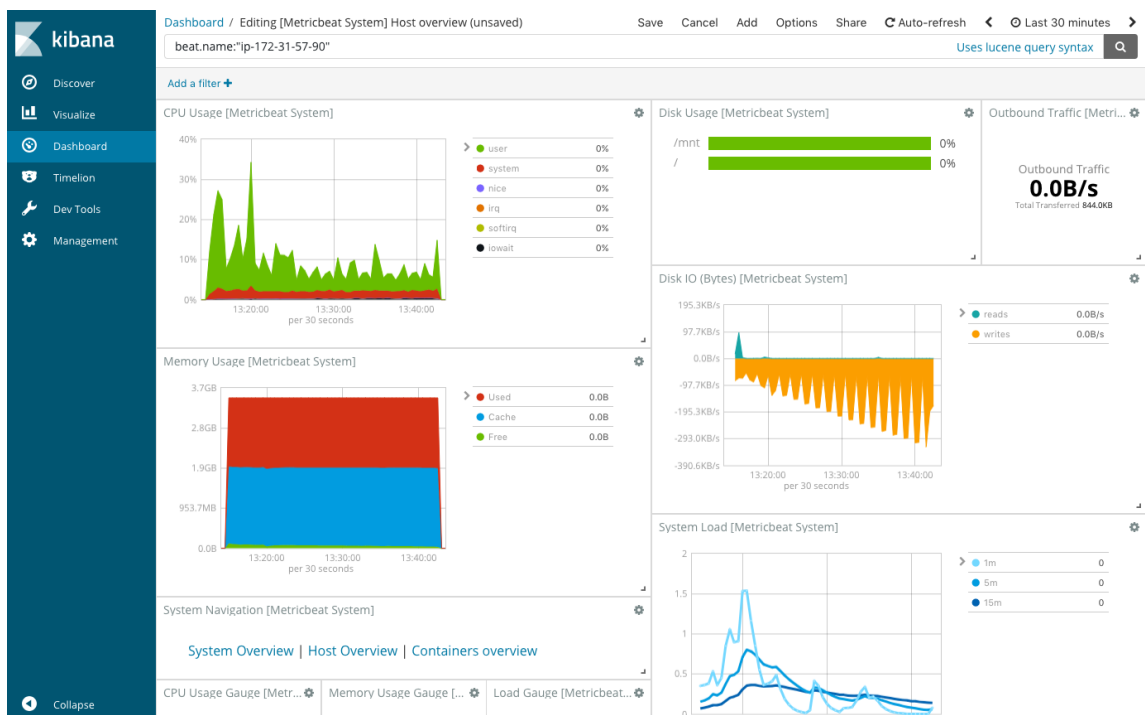 kibana
Discover
Visualize
Dashboard
Timelion
Dev Tools
Management
Collapse
Dashboard / Editing [Metricbeat System] Host overview (unsaved)
Save Cancel Add Options Share Auto-refresh Last 30 minutes
beat.name:"ip-172-31-57-90"
Uses lucene query syntax
Add a filter
CPU Usage [Metricbeat System]
40%
30%
20%
10%
0%
13:20:00 13:30:00 13:40:00
per 30 seconds
user 0%
system 0%
nice 0%
irq 0%
softirq 0%
iowait 0%
Disk Usage [Metricbeat System]
/mnt 0%
/ 0%
Outbound Traffic [Metri...
Outbound Traffic
0.0B/s
Total Transferred 844.0KB
Disk IO (Bytes) [Metricbeat System]
195.3KB/s
97.7KB/s
0.0B/s
-97.7KB/s
-195.3KB/s
-293.0KB/s
-390.6KB/s
13:20:00 13:30:00 13:40:00
per 30 seconds
reads 0.0B/s
writes 0.0B/s
Memory Usage [Metricbeat System]
3.7GB
2.8GB
1.9GB
953.7MB
0.0B
13:20:00 13:30:00 13:40:00
per 30 seconds
Used 0.0B
Cache 0.0B
Free 0.0B
System Load [Metricbeat System]
2
1.5
1
0.5
0
1m 0
5m 0
15m 0
System Navigation [Metricbeat System]
System Overview | Host Overview | Containers overview
CPU Usage Gauge [Metr...
Memory Usage Gauge [...
Load Gauge [Metricbeat...